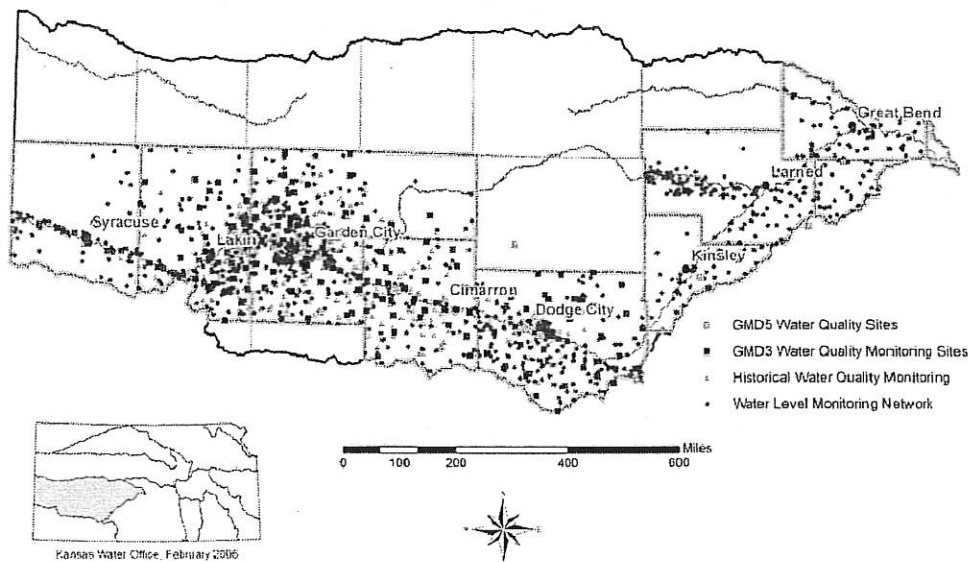 Great Bend
Larned
Syracuse
Lakin
Garden City
Kinsley
Cimarron
Dodge City
GMD5 Water Quality Sites
GMD3 Water Quality Monitoring Sites
Historical Water Quality Monitoring
Water Level Monitoring Network
Miles
0 100 200 400 600
Kansas Water Office, February 2006